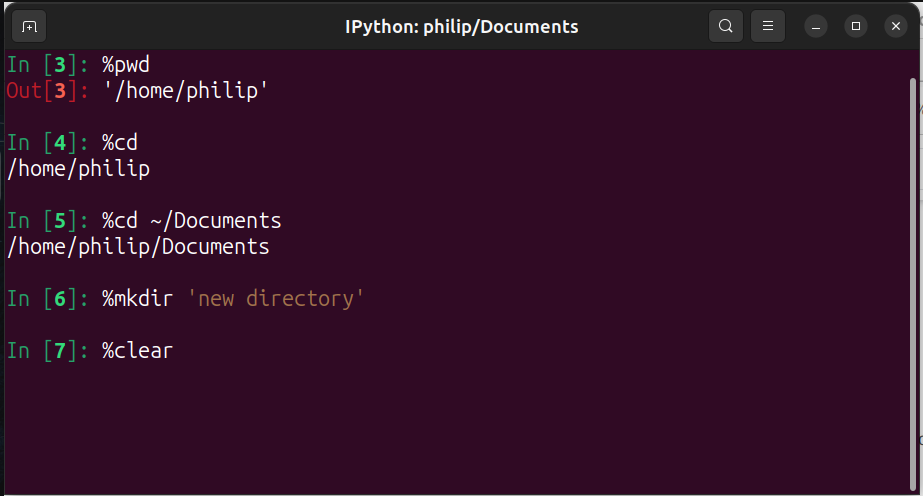 IPython: philip/Documents
In [3]: %pwd
Out[3]: '/home/philip'
In [4]: %cd
/home/philip
In [5]: %cd ~/Documents
/home/philip/Documents
In [6]: %mkdir 'new directory'
In [7]: %clear